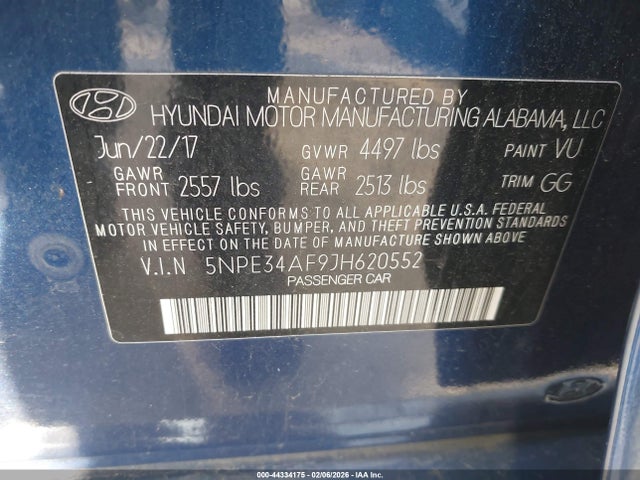 MANUFACTURED BY
HYUNDAI MOTOR MANUFACTURING ALABAMA, LLC
Jun/22/17 GVWR 4497 lbs PAINT VU
GAWR FRONT 2557 lbs GAWR REAR 2513 lbs TRIM GG
THIS VEHICLE CONFORMS TO ALL APPLICABLE U.S.A. FEDERAL
MOTOR VEHICLE SAFETY, BUMPER, AND THEFT PREVENTION STANDARDS
IN EFFECT ON THE DATE OF MANUFACTURE SHOWN ABOVE.
V.I.N 5NPE34AF9JH620552
PASSENGER CAR
000-44334175 - 02/06/2026 - IAA Inc.